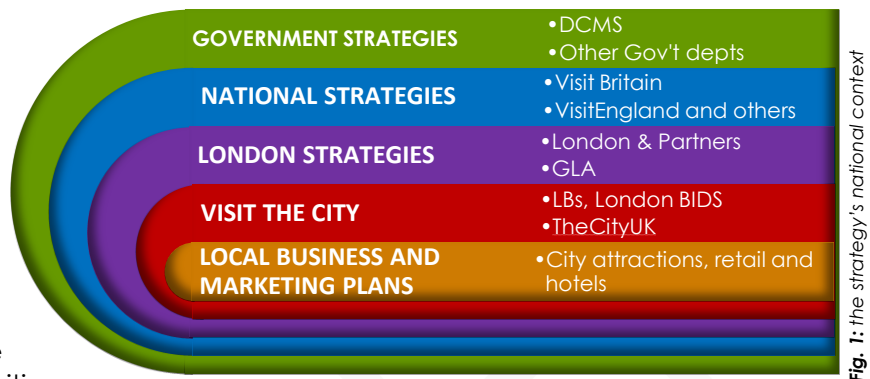 GOVERNMENT STRATEGIES
•DCMS
•Other Gov't depts
NATIONAL STRATEGIES
•Visit Britain
•VisitEngland and others
LONDON STRATEGIES
•London & Partners
•GLA
VISIT THE CITY
•LBs, London BIDS
•TheCityUK
LOCAL BUSINESS AND
MARKETING PLANS
•City attractions, retail and
hotels
Fig. 1: the strategy's national context